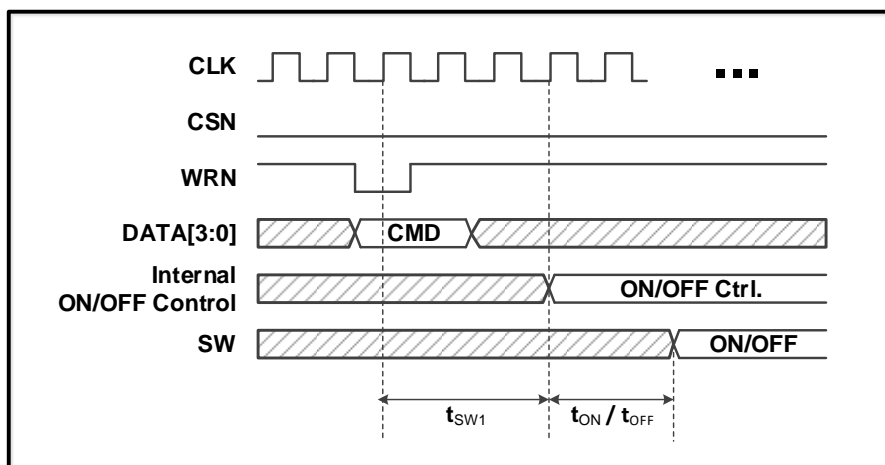 CLK
...
CSN
WRN
DATA[3:0]
CMD
Internal
ON/OFF Control
ON/OFF Ctrl.
SW
ON/OFF
tSW1
tON / tOFF